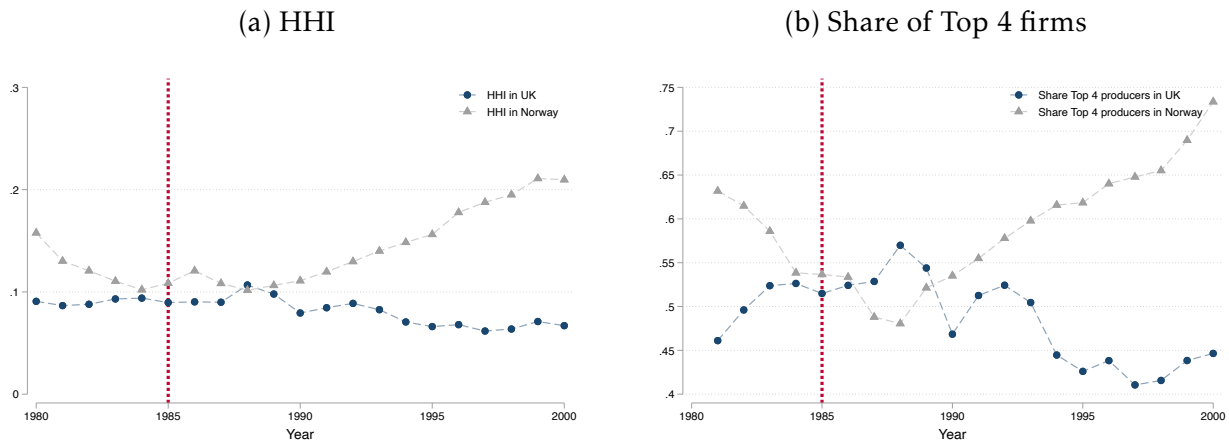 (a) HHI
.3
.2
.1
0
1980 1985 1990 1995 2000
Year
HHI in UK
HHI in Norway
(b) Share of Top 4 firms
.75
.7
.65
.6
.55
.5
.45
.4
1980 1985 1990 1995 2000
Year
Share Top 4 producers in UK
Share Top 4 producers in Norway